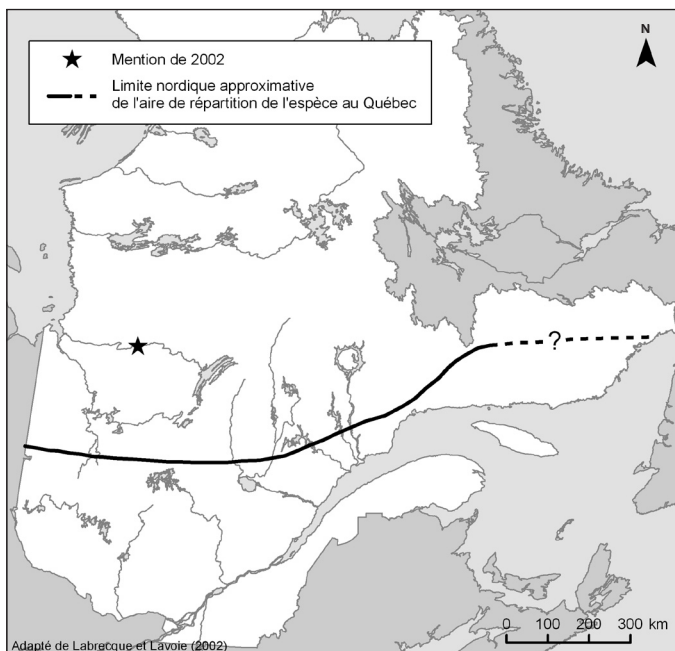 N
Mention de 2002
Limite nordique approximative
de l'aire de répartition de l'espèce au Québec
?
0 100 200 300 km
Adapté de Labrecque et Lavoie (2002)